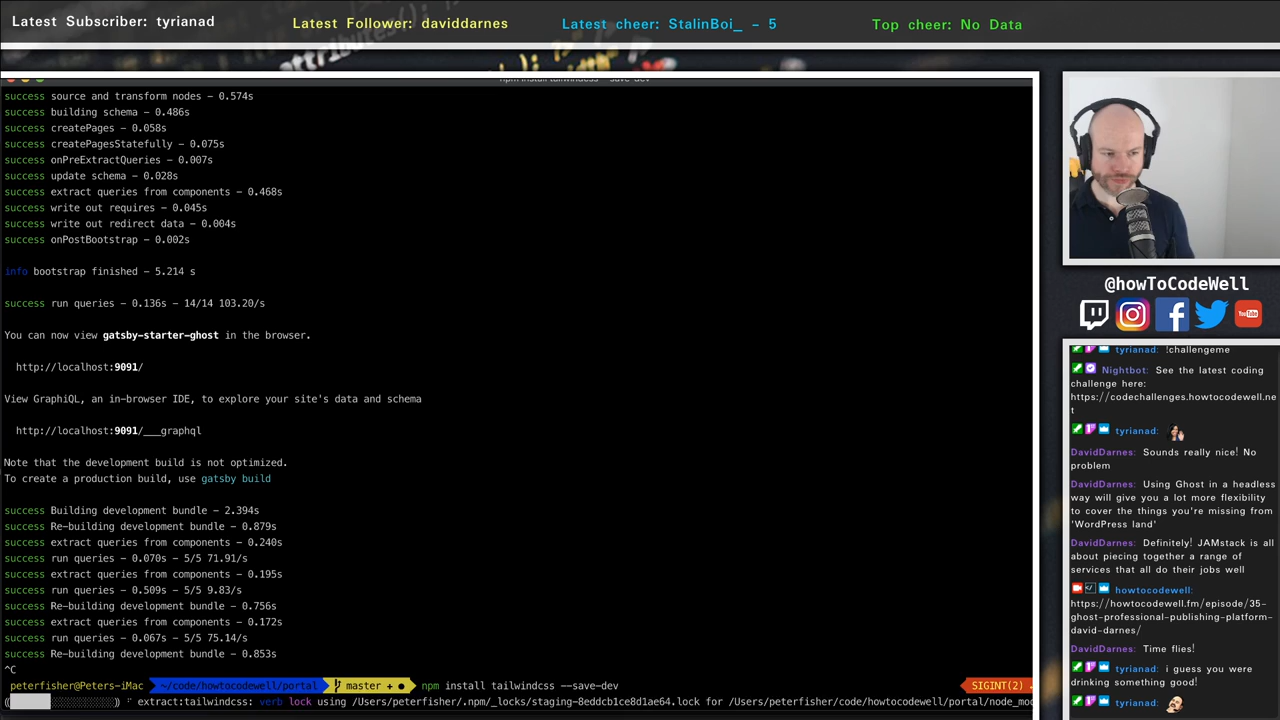 Latest Subscriber: tyrianad
Latest Follower: daviddarnes
Latest cheer: StalinBoi_ - 5
Top cheer: No Data
attributes();
npm install tailwindcss --save-dev
success source and transform nodes - 0.574s
success building schema - 0.486s
success createPages - 0.058s
success createPagesStatefully - 0.075s
success onPreExtractQueries - 0.007s
success update schema - 0.028s
success extract queries from components - 0.468s
success write out requires - 0.045s
success write out redirect data - 0.004s
success onPostBootstrap - 0.002s
info bootstrap finished - 5.214 s
success run queries - 0.136s - 14/14 103.20/s
You can now view gatsby-starter-ghost in the browser.
http://localhost:9091/
View GraphiQL, an in-browser IDE, to explore your site's data and schema
http://localhost:9091/___graphql
Note that the development build is not optimized.
To create a production build, use gatsby build
success Building development bundle - 2.394s
success Re-building development bundle - 0.879s
success extract queries from components - 0.240s
success run queries - 0.070s - 5/5 71.91/s
success extract queries from components - 0.195s
success run queries - 0.509s - 5/5 9.83/s
success Re-building development bundle - 0.756s
success extract queries from components - 0.172s
success run queries - 0.067s - 5/5 75.14/s
success Re-building development bundle - 0.853s
^C
peterfisher@Peters-iMac ~/code/howtocodewell/portal master + ● npm install tailwindcss --save-dev SIGINT(2)
extract:tailwindcss: verb lock using /Users/peterfisher/.npm/_locks/staging-8eddcb1ce8d1ae64.lock for /Users/peterfisher/code/howtocodewell/portal/node_mod
@howToCodeWell
You Tube
tyrianad: !challengeme
Nightbot: See the latest coding
challenge here:
https://codechallenges.howtocodewell.ne
t
tyrianad:
DavidDarnes: Sounds really nice! No
problem
DavidDarnes: Using Ghost in a headless
way will give you a lot more flexibility
to cover the things you're missing from
'WordPress land'
DavidDarnes: Definitely! JAMstack is all
about piecing together a range of
services that all do their jobs well
howtocodewell:
https://howtocodewell.fm/episode/35-
ghost-professional-publishing-platform-
david-darnes/
DavidDarnes: Time flies!
tyrianad: i guess you were
drinking something good!
tyrianad: